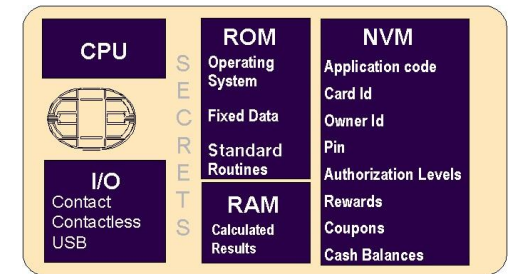 CPU
I/O
Contact
Contactless
USB
SECRETS
ROM
Operating
System
Fixed Data
Standard
Routines
RAM
Calculated
Results
NVM
Application code
Card Id
Owner Id
Pin
Authorization Levels
Rewards
Coupons
Cash Balances